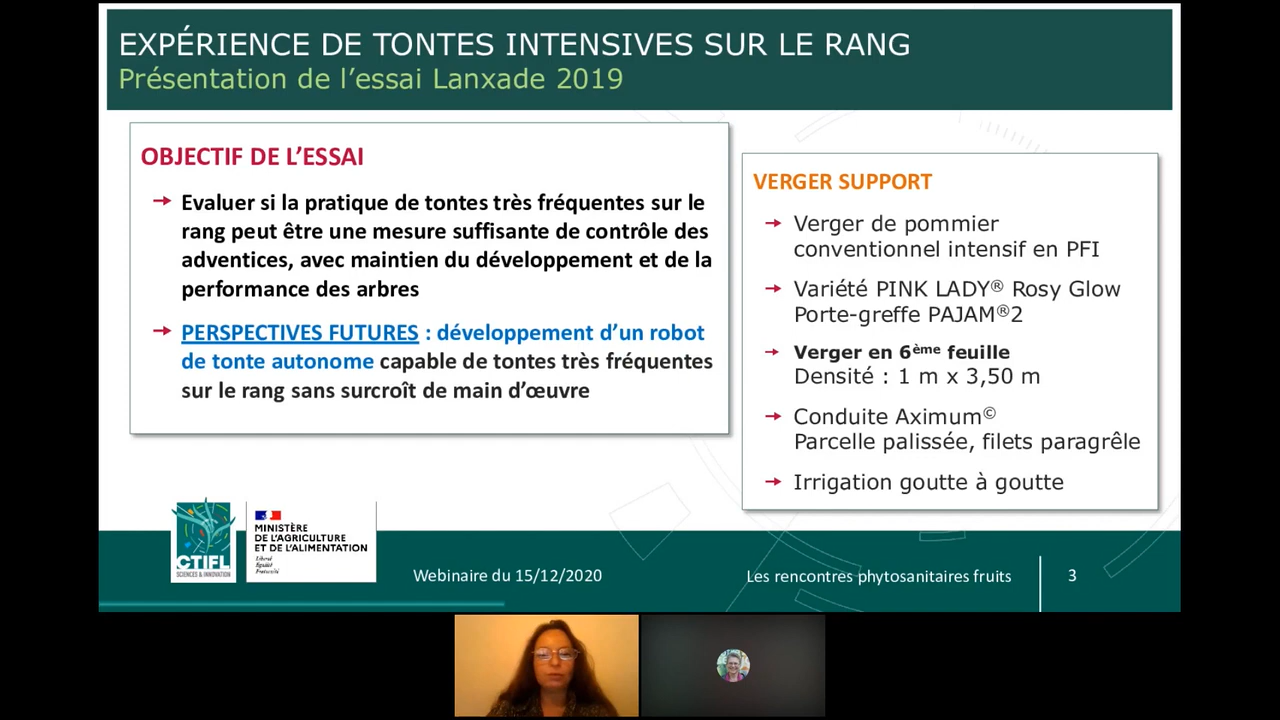 EXPÉRIENCE DE TONTES INTENSIVES SUR LE RANG
Présentation de l’essai Lanxade 2019
OBJECTIF DE L’ESSAI
→ Evaluer si la pratique de tontes très fréquentes sur le
rang peut être une mesure suffisante de contrôle des
adventices, avec maintien du développement et de la
performance des arbres
→ PERSPECTIVES FUTURES : développement d’un robot
de tonte autonome capable de tontes très fréquentes
sur le rang sans surcroît de main d’œuvre
VERGER SUPPORT
→ Verger de pommier
conventionnel intensif en PFI
→ Variété PINK LADY® Rosy Glow
Porte-greffe PAJAM®2
→ Verger en 6ème feuille
Densité : 1 m x 3,50 m
→ Conduite Aximum©
Parcelle palissée, filets paragrêle
→ Irrigation goutte à goutte
CTIFL
SCIENCES & INNOVATION
MINISTÈRE
DE L’AGRICULTURE
ET DE L’ALIMENTATION
Liberté
Égalité
Fraternité
Webinaire du 15/12/2020
Les rencontres phytosanitaires fruits
3